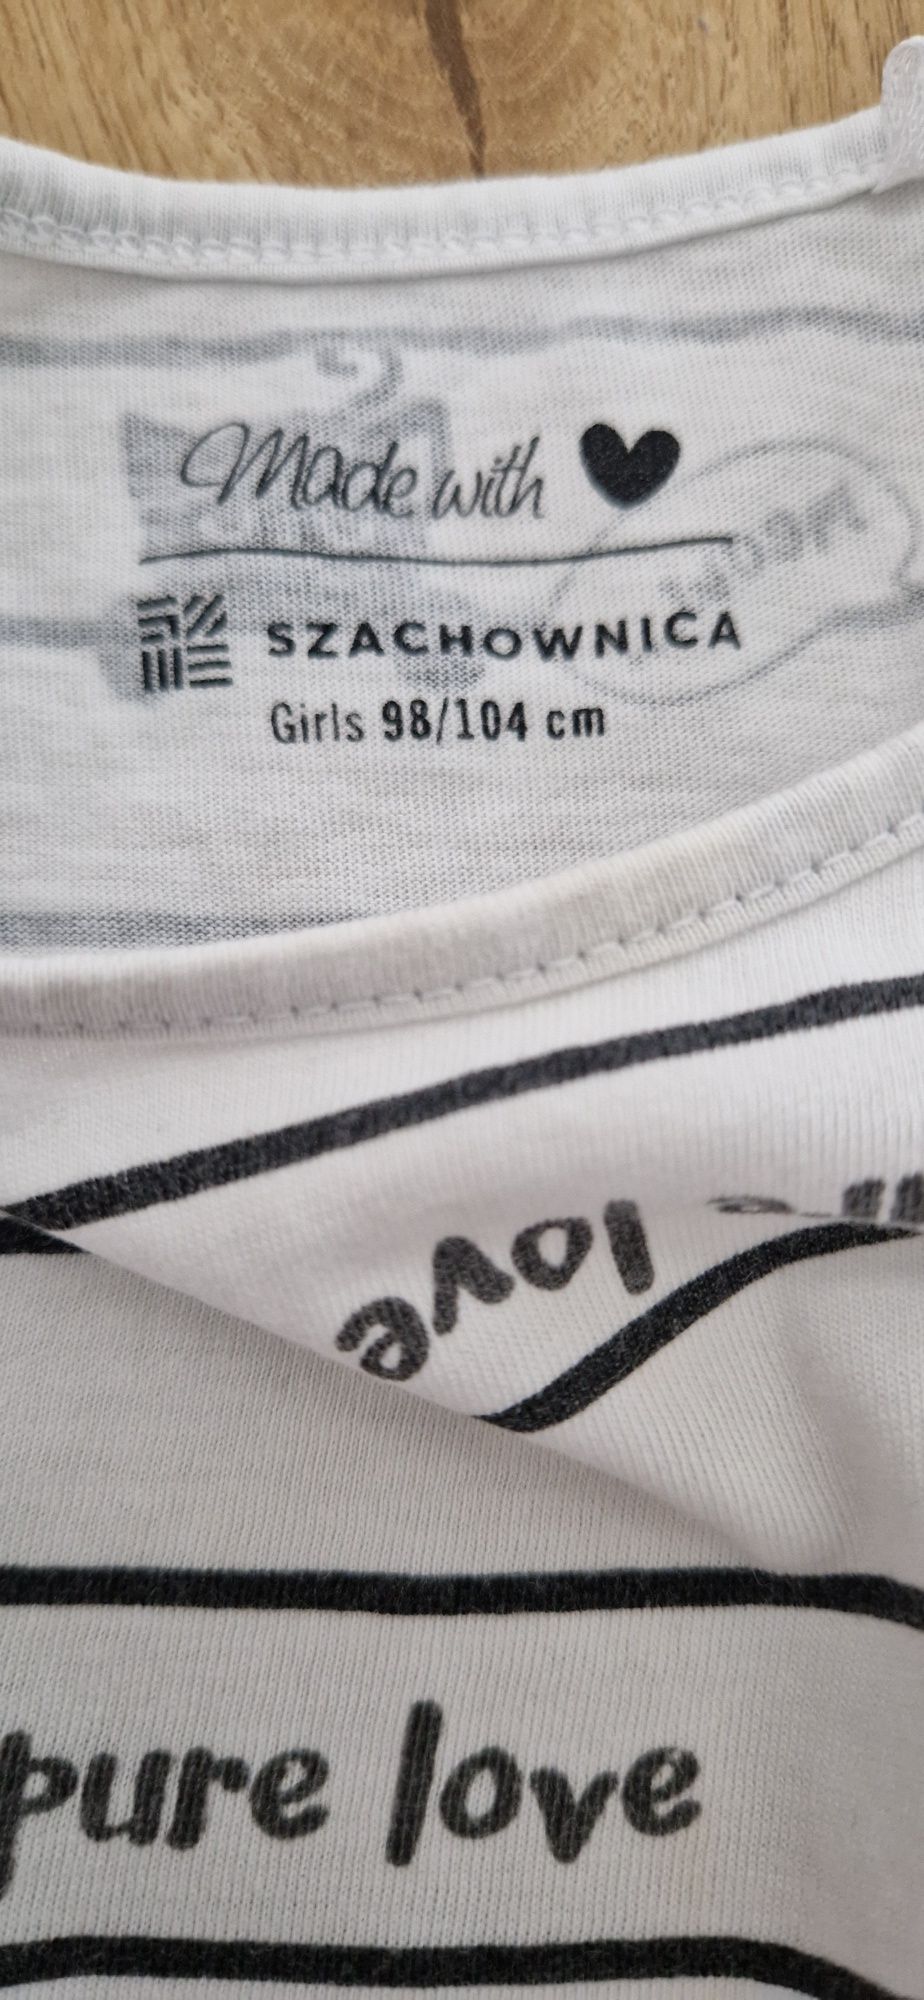 Made with
SZACHOWNICA
Girls 98/104 cm
love
pure love